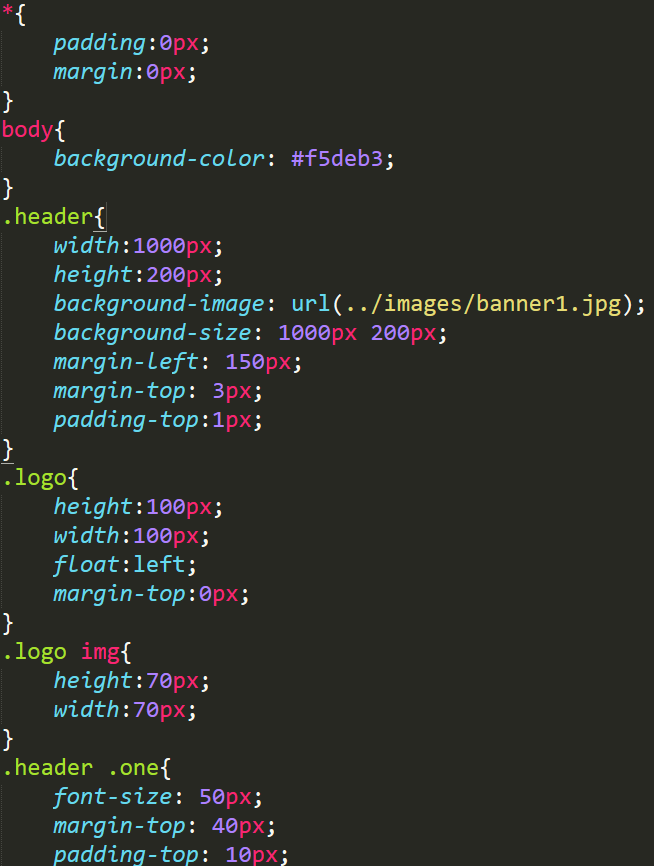 *{
    padding:0px;
    margin:0px;
}
body{
    background-color: #f5deb3;
}
.header{
    width:1000px;
    height:200px;
    background-image: url(../images/banner1.jpg);
    background-size: 1000px 200px;
    margin-left: 150px;
    margin-top: 3px;
    padding-top:1px;
}
.logo{
    height:100px;
    width:100px;
    float:left;
    margin-top:0px;
}
.logo img{
    height:70px;
    width:70px;
}
.header .one{
    font-size: 50px;
    margin-top: 40px;
    padding-top: 10px;